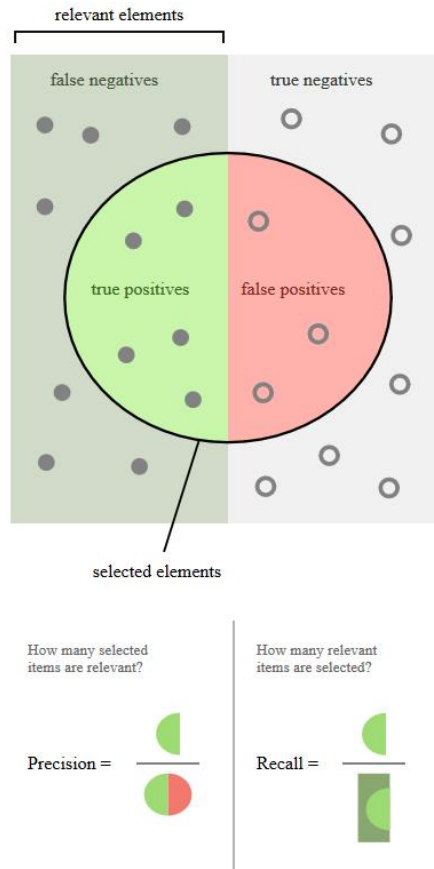 relevant elements
false negatives
true negatives
true positives
false positives
selected elements
How many selected
items are relevant?
How many relevant
items are selected?
Precision =
Recall =